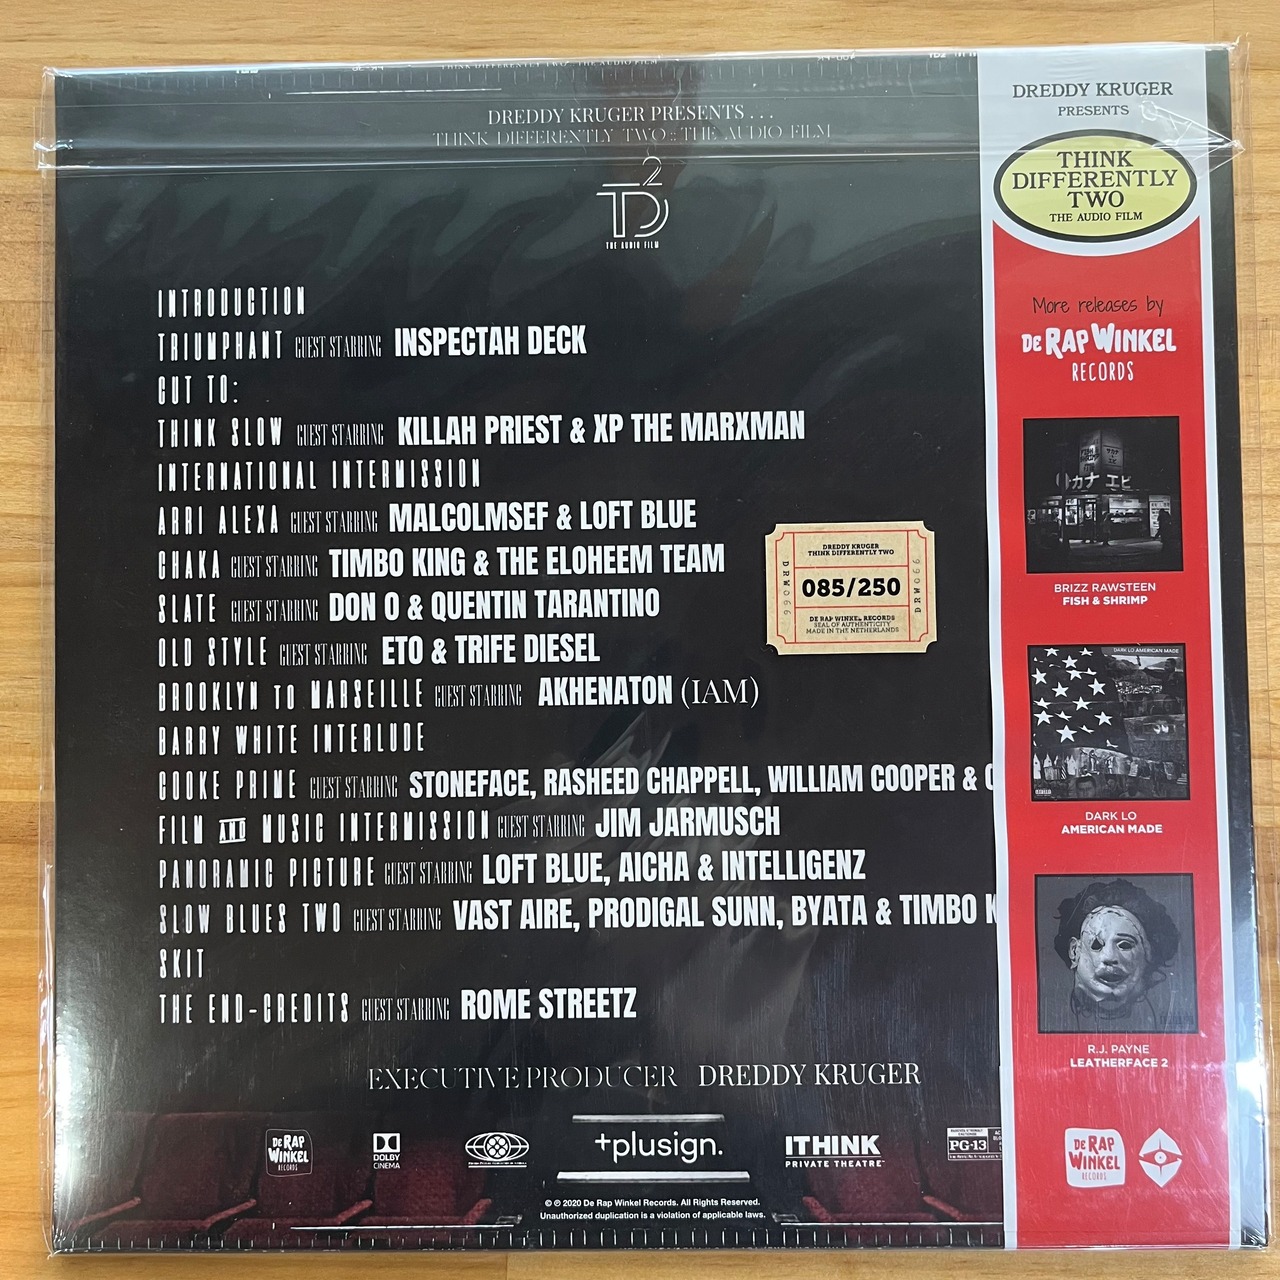 DREDDY KRUGER PRESENTS . . .
THINK DIFFERENTLY TWO :: THE AUDIO FILM
TD2
THE AUDIO FILM
INTRODUCTION
TRIUMPHANT GUEST STARRING INSPECTAH DECK
CUT TO:
THINK SLOW GUEST STARRING KILLAH PRIEST & XP THE MARXMAN
INTERNATIONAL INTERMISSION
ARRI ALEXA GUEST STARRING MALCOLMSEF & LOFT BLUE
CHAKA GUEST STARRING TIMBO KING & THE ELOHEEM TEAM
SLATE GUEST STARRING DON O & QUENTIN TARANTINO
OLD STYLE GUEST STARRING ETO & TRIFE DIESEL
BROOKLYN TO MARSEILLE GUEST STARRING AKHENATON (IAM)
BARRY WHITE INTERLUDE
COOKE PRIME GUEST STARRING STONEFACE, RASHEED CHAPPELL, WILLIAM COOPER &
FILM AND MUSIC INTERMISSION GUEST STARRING JIM JARMUSCH
PANORAMIC PICTURE GUEST STARRING LOFT BLUE, AICHA & INTELLIGENZ
SLOW BLUES TWO GUEST STARRING VAST AIRE, PRODIGAL SUNN, BYATA & TIMBO
SKIT
THE END-CREDITS GUEST STARRING ROME STREETZ
DREDDY KRUGER
THINK DIFFERENTLY TWO
DRW066
085/250
DRW066
DE RAP WINKEL RECORDS
SEAL OF AUTHENTICITY
MADE IN THE NETHERLANDS
EXECUTIVE PRODUCER DREDDY KRUGER
DE RAP WINKEL RECORDS
DOLBY
CINEMA
+plusign.
ITHINK
PRIVATE THEATRE
PG-13
© ℗ 2020 De Rap Winkel Records. All Rights Reserved.
Unauthorized duplication is a violation of applicable laws.
DREDDY KRUGER
PRESENTS
THINK
DIFFERENTLY
TWO
THE AUDIO FILM
More releases by
DE RAP WINKEL
RECORDS
BRIZZ RAWSTEEN
FISH & SHRIMP
DARK LO AMERICAN MADE
DARK LO
AMERICAN MADE
R.J. PAYNE
LEATHERFACE 2
DE RAP
WINKEL
RECORDS